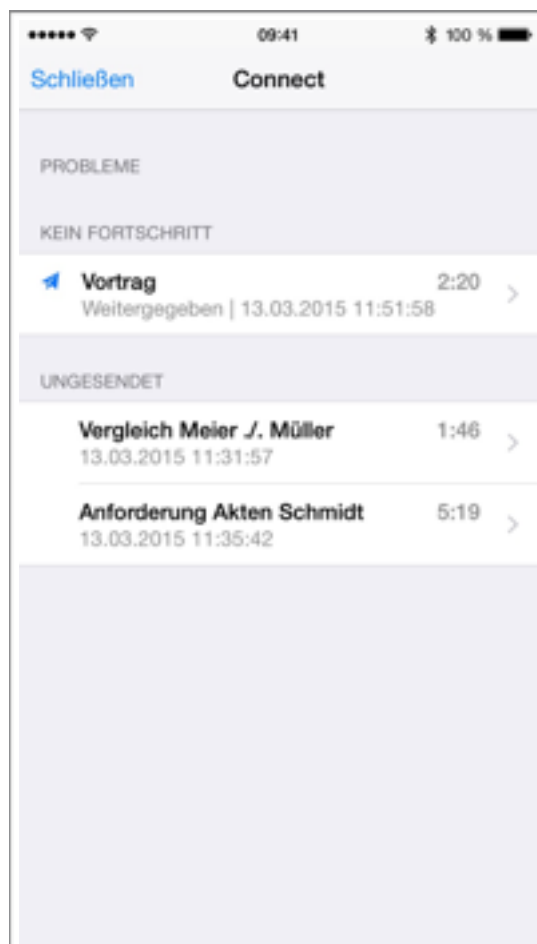 09:41
100 %
Schließen
Connect
PROBLEME
KEIN FORTSCHRITT
Vortrag 2:20
Weitergegeben | 13.03.2015 11:51:58
UNGESENDET
Vergleich Meier ./. Müller 1:46
13.03.2015 11:31:57
Anforderung Akten Schmidt 5:19
13.03.2015 11:35:42